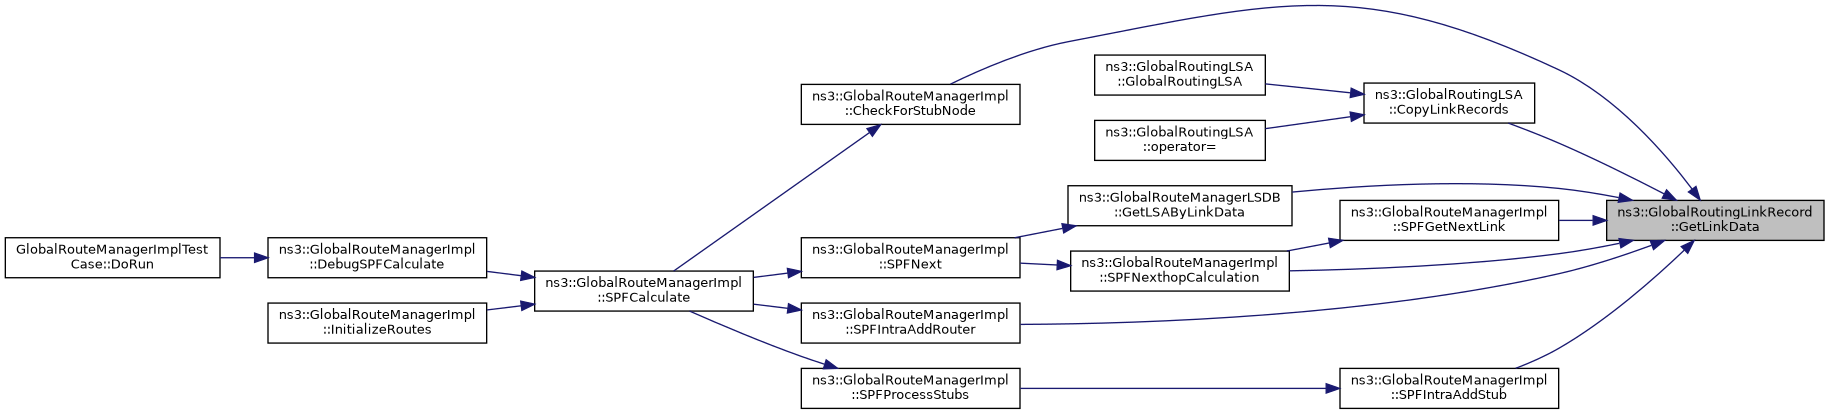 ns3::GlobalRoutingLSA
::GlobalRoutingLSA
ns3::GlobalRouteManagerImpl
::CheckForStubNode
ns3::GlobalRoutingLSA
::CopyLinkRecords
ns3::GlobalRoutingLSA
::operator=
ns3::GlobalRouteManagerLSDB
::GetLSAByLinkData
ns3::GlobalRouteManagerImpl
::SPFGetNextLink
ns3::GlobalRoutingLinkRecord
::GetLinkData
GlobalRouteManagerImplTest
Case::DoRun
ns3::GlobalRouteManagerImpl
::DebugSPFCalculate
ns3::GlobalRouteManagerImpl
::SPFNext
ns3::GlobalRouteManagerImpl
::SPFNexthopCalculation
ns3::GlobalRouteManagerImpl
::SPFCalculate
ns3::GlobalRouteManagerImpl
::InitializeRoutes
ns3::GlobalRouteManagerImpl
::SPFIntraAddRouter
ns3::GlobalRouteManagerImpl
::SPFProcessStubs
ns3::GlobalRouteManagerImpl
::SPFIntraAddStub